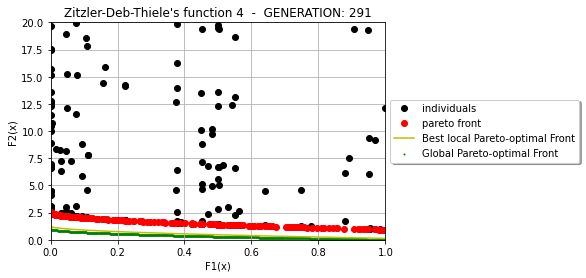 Zitzler-Deb-Thiele's function 4 - GENERATION: 291
20.0
17.5
15.0
12.5
10.0
7.5
5.0
2.5
0.0
F2(x)
0.0 0.2 0.4 0.6 0.8 1.0
F1(x)
individuals
pareto front
Best local Pareto-optimal Front
Global Pareto-optimal Front